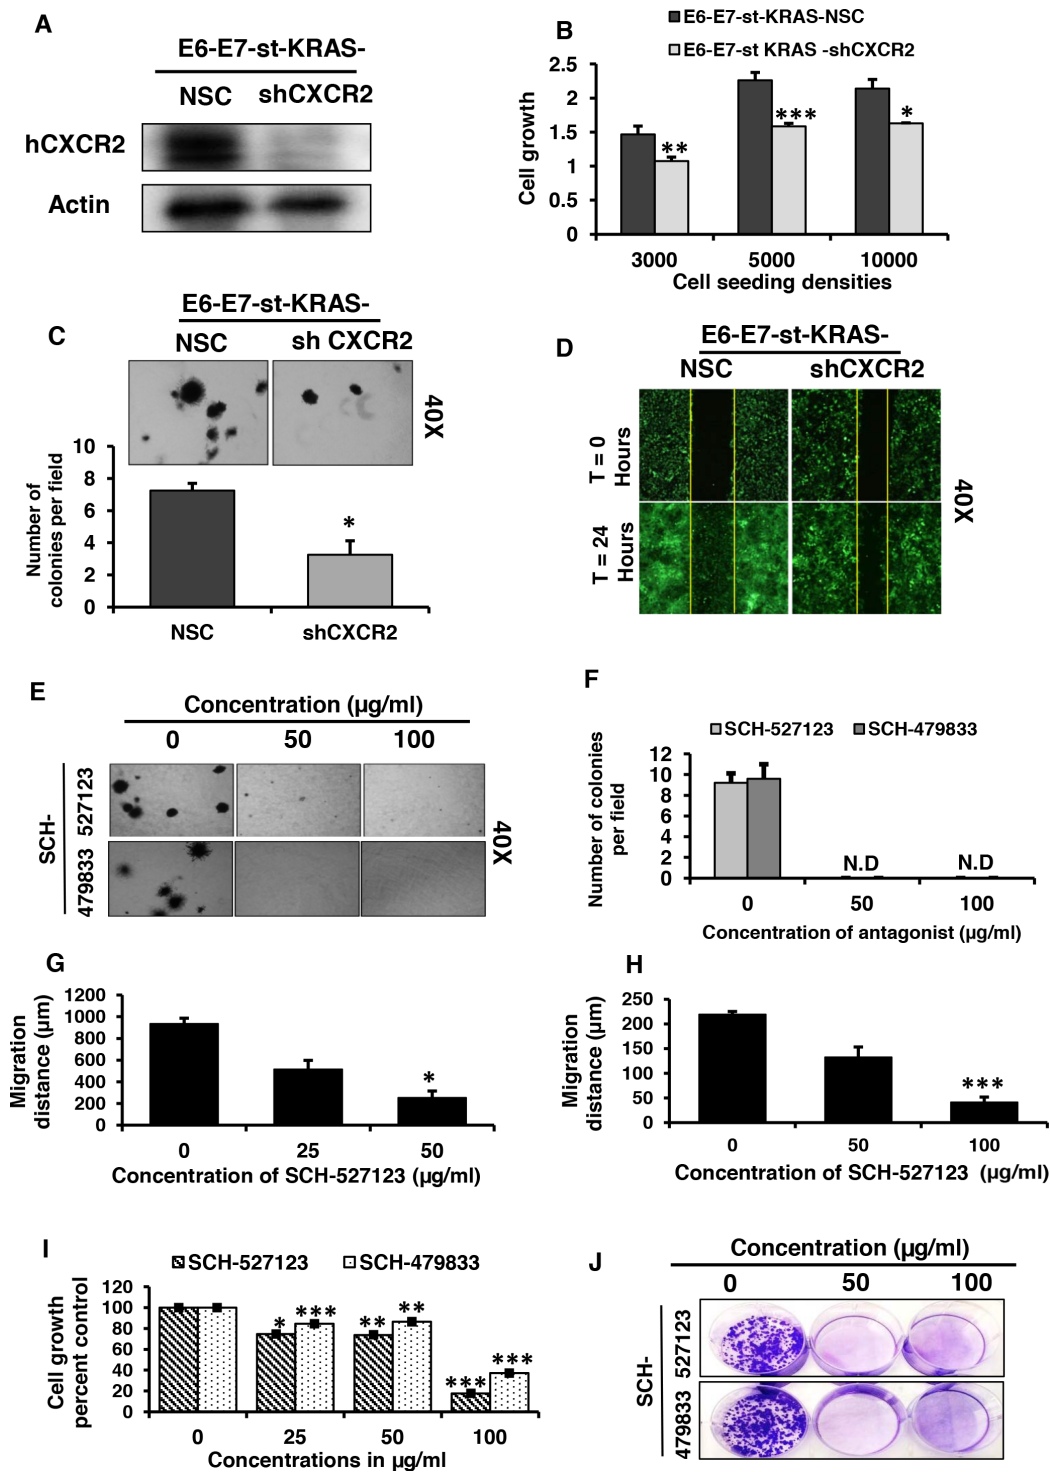 A
E6-E7-st-KRAS-
NSC shCXCR2
hCXCR2
Actin
B
E6-E7-st-KRAS-NSC
E6-E7-st KRAS -shCXCR2
Cell growth
2.5
2
1.5
1
0.5
0
** *** *
3000 5000 10000
Cell seeding densities
C
E6-E7-st-KRAS-
NSC sh CXCR2
40X
Number of
colonies per field
10
8
6
4
2
0
*
NSC shCXCR2
D
E6-E7-st-KRAS-
NSC shCXCR2
T = 0
Hours
T = 24
Hours
40X
E
Concentration (µg/ml)
0 50 100
SCH-
527123
479833
40X
F
SCH-527123 SCH-479833
Number of colonies
per field
12
10
8
6
4
2
0
N.D N.D
0 50 100
Concentration of antagonist (µg/ml)
G
Migration
distance (µm)
1200
1000
800
600
400
200
0
*
0 25 50
Concentration of SCH-527123 (µg/ml)
H
Migration
distance (µm)
250
200
150
100
50
0
***
0 50 100
Concentration of SCH-527123 (µg/ml)
I
SCH-527123 SCH-479833
Cell growth
percent control
120
100
80
60
40
20
0
* *** ** ** *** ***
0 25 50 100
Concentrations in µg/ml
J
Concentration (µg/ml)
0 50 100
SCH-
527123
479833